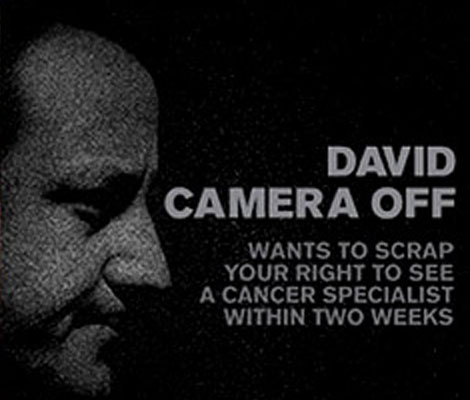 DAVID
CAMERA OFF
WANTS TO SCRAP
YOUR RIGHT TO SEE
A CANCER SPECIALIST
WITHIN TWO WEEKS